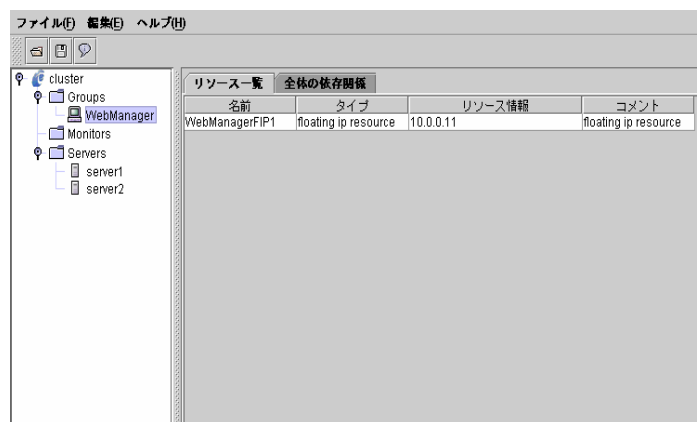 ファイル(F) 編集(E) ヘルプ(H)
cluster
Groups
WebManager
Monitors
Servers
server1
server2
リソース一覧 全体の依存関係
名前 タイプ リソース情報 コメント
WebManagerFIP1 floating ip resource 10.0.0.11 floating ip resource